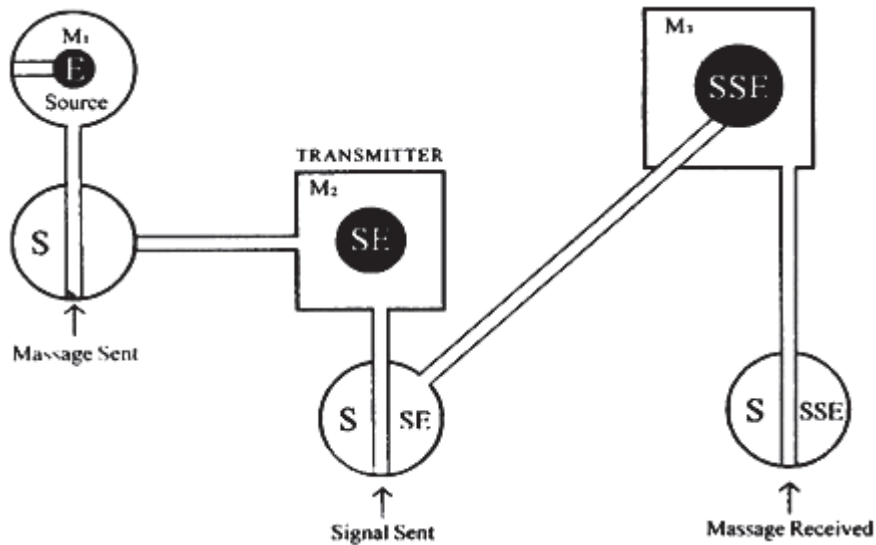 M₁
E
Source
S
Massage Sent
TRANSMITTER
M₂
SE
S
SE
Signal Sent
M₃
SSE
S
SSE
Massage Received